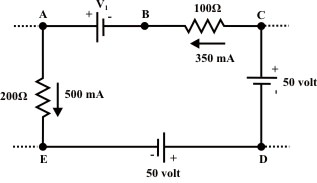 V1
A
+ -
B
100Ω
C
350 mA
200Ω
500 mA
+
-
50 volt
E
- +
50 volt
D